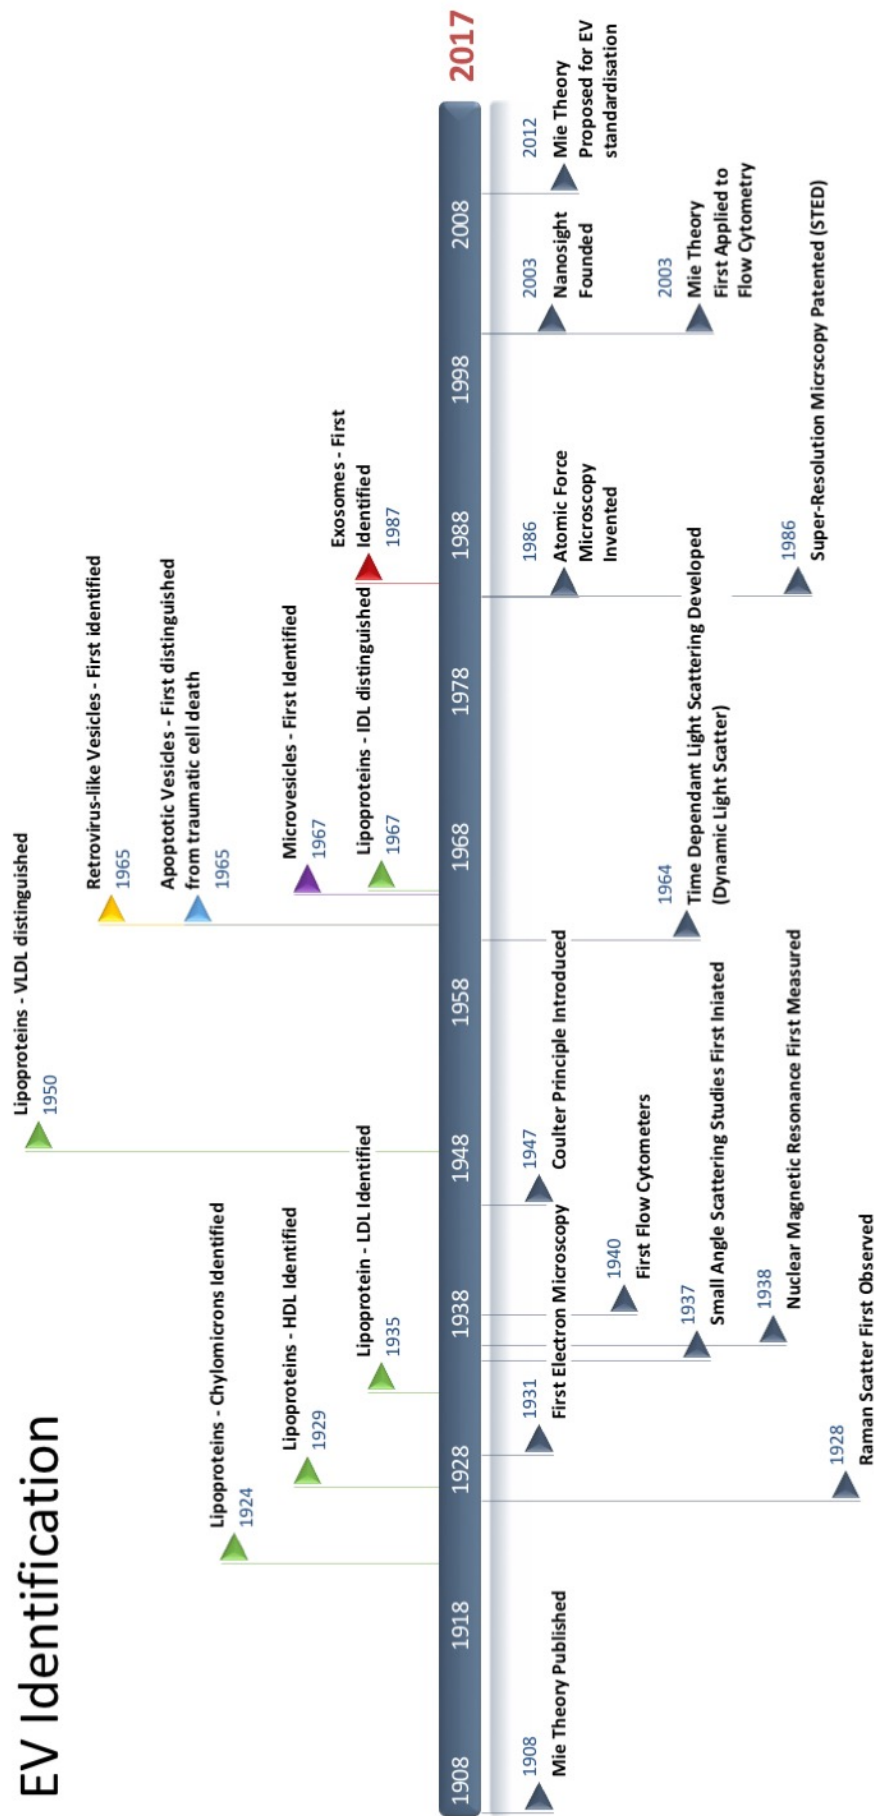 EV Identification
Lipoproteins - VLDL distinguished
1950
Retrovirus-like Vesicles - First identified
1965
Apoptotic Vesicles - First distinguished
from traumatic cell death
1965
Lipoproteins - Chylomicrons Identified
1924
Lipoproteins - HDL Identified
1929
Microvesicles - First Identified
1967
Lipoprotein - LDL Identified
1935
Lipoproteins - IDL distinguished
1967
Exosomes - First
Identified
1987
1908
1918
1928
1938
1948
1958
1968
1978
1988
1998
2008
2017
1908
Mie Theory Published
1931
First Electron Microscopy
1947
Coulter Principle Introduced
1986
Atomic Force
Microscopy
Invented
2003
Nanosight
Founded
2012
Mie Theory
Proposed for EV
standardisation
1940
First Flow Cytometers
1937
Small Angle Scattering Studies First Iniated
1964
Time Dependant Light Scattering Developed
(Dynamic Light Scatter)
2003
Mie Theory
First Applied to
Flow Cytometry
1938
Nuclear Magnetic Resonance First Measured
1986
Super-Resolution Micrscopy Patented (STED)
1928
Raman Scatter First Observed